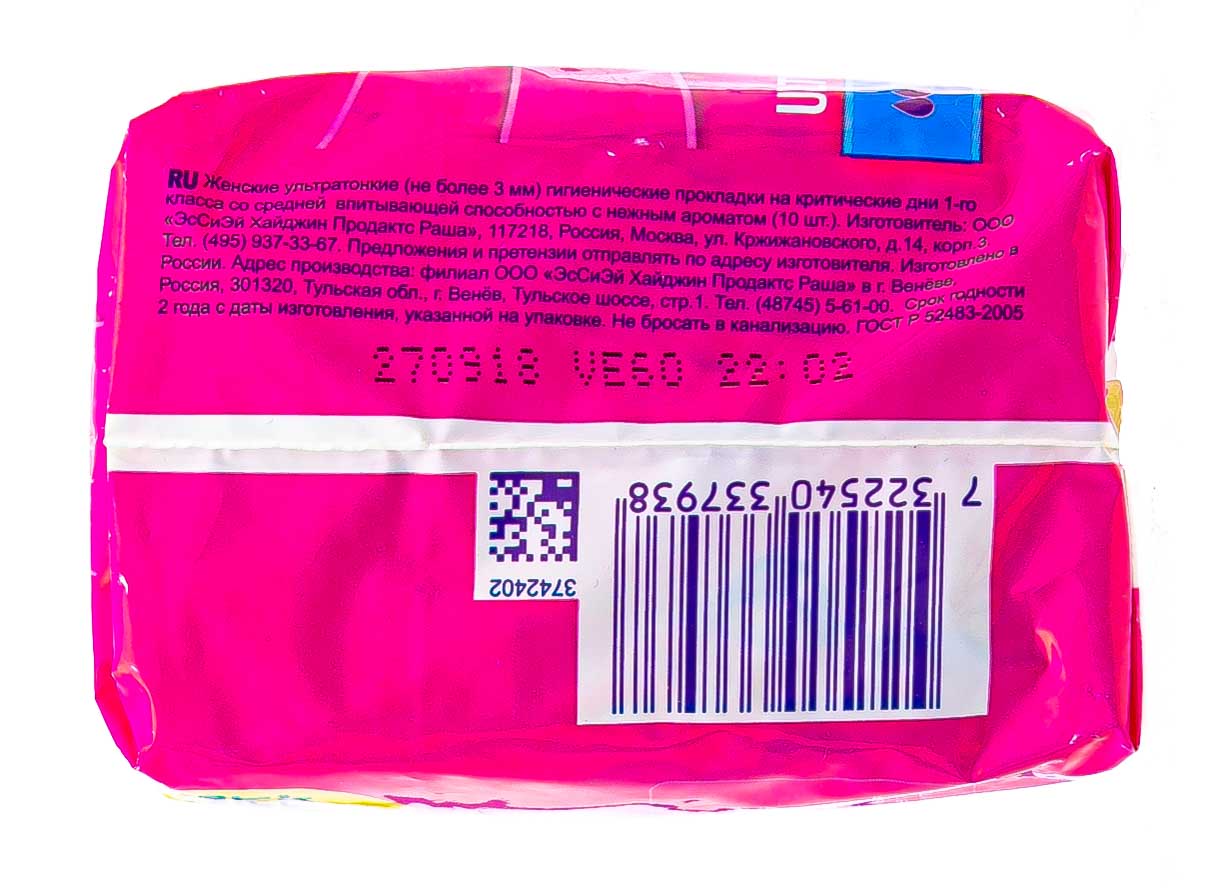 UT
RU Женские ультратонкие (не более 3 мм) гигиенические прокладки на критические дни 1-го
класса со средней впитывающей способностью с нежным ароматом (10 шт.). Изготовитель: ООО
«ЭсСиЭй Хайджин Продактс Раша», 117218, Россия, Москва, ул. Кржижановского, д.14, корп.3,
Тел. (495) 937-33-67. Предложения и претензии отправлять по адресу изготовителя. Изготовлено в
России. Адрес производства: филиал ООО «ЭсСиЭй Хайджин Продактс Раша» в г. Венёве,
Россия, 301320, Тульская обл., г. Венёв, Тульское шоссе, стр.1. Тел. (48745) 5-61-00. Срок годности
2 года с даты изготовления, указанной на упаковке. Не бросать в канализацию. ГОСТ Р 52483-2005
270918 VE60 22:02
7 322540 337938
3742402